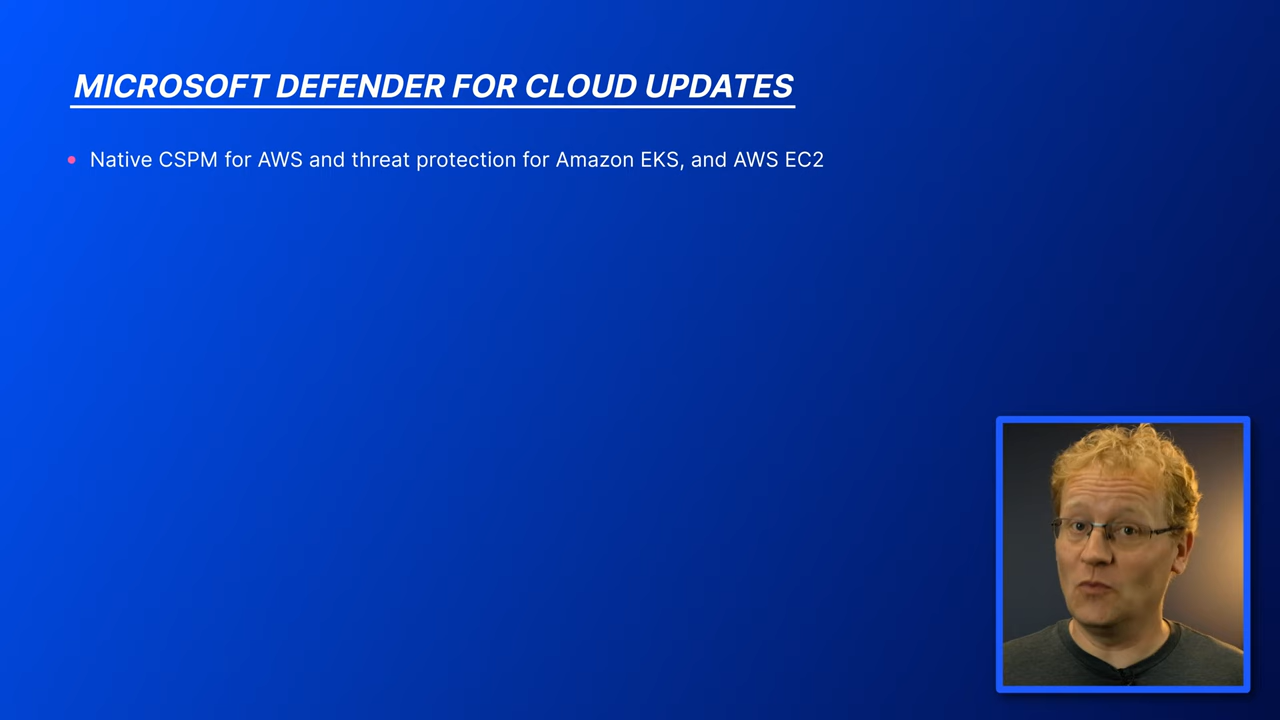 MICROSOFT DEFENDER FOR CLOUD UPDATES
Native CSPM for AWS and threat protection for Amazon EKS, and AWS EC2